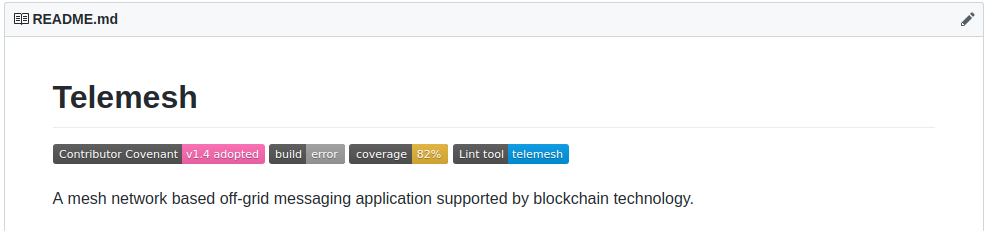 README.md
Telemesh
Contributor Covenant v1.4 adopted build error coverage 82% Lint tool telemesh
A mesh network based off-grid messaging application supported by blockchain technology.